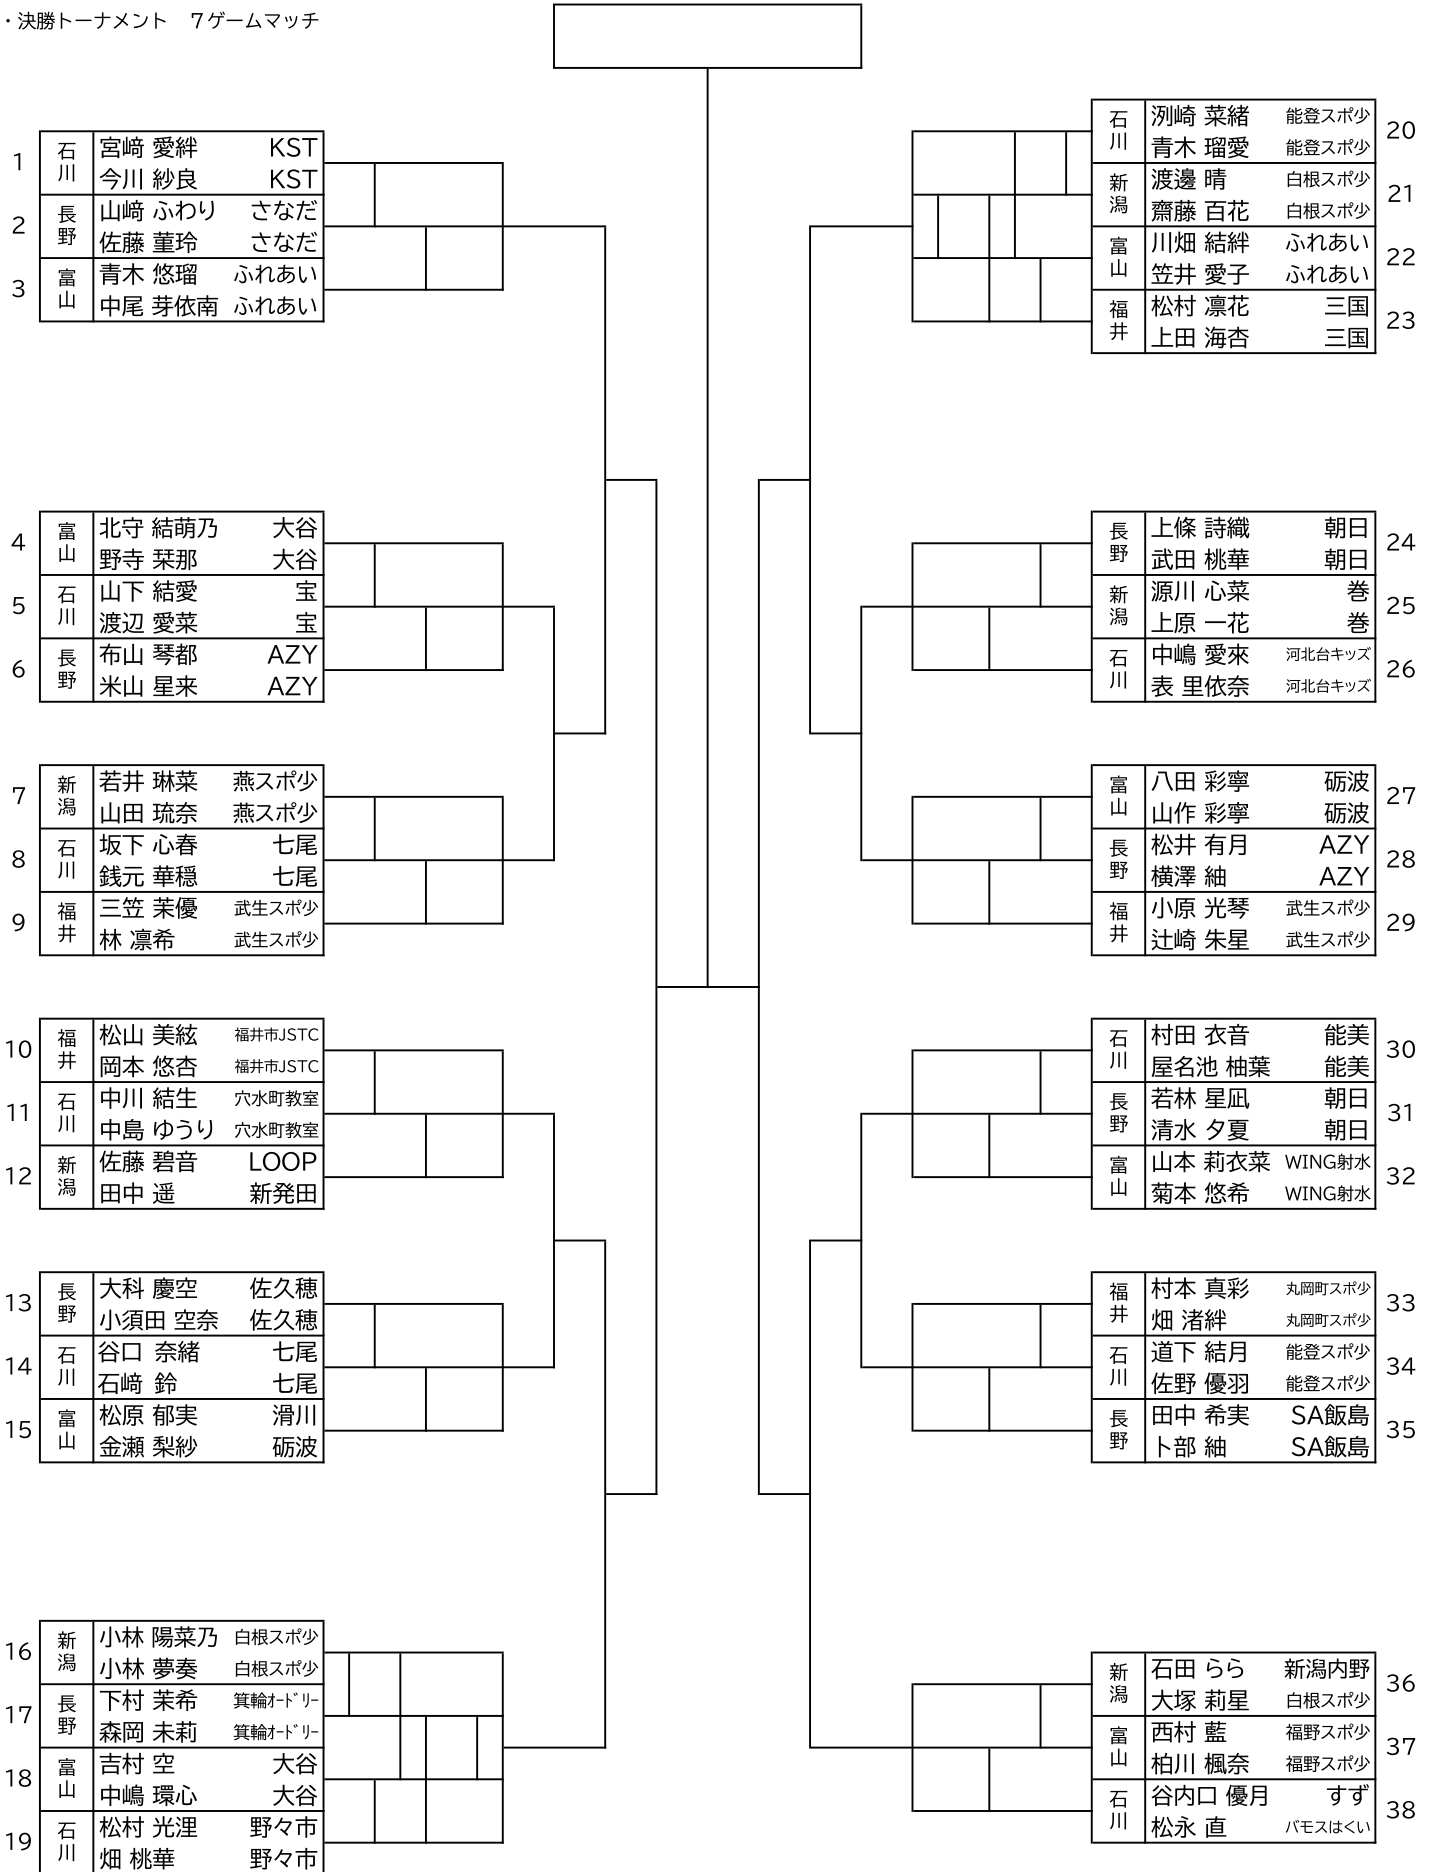 ・決勝トーナメント　７ゲームマッチ
1 石川 宮﨑 愛絆 KST
今川 紗良 KST
2 長野 山﨑 ふわり さなだ
佐藤 菫玲 さなだ
3 富山 青木 悠瑠 ふれあい
中尾 芽依南 ふれあい
4 富山 北守 結萌乃 大谷
野寺 栞那 大谷
5 石川 山下 結愛 宝
渡辺 愛菜 宝
6 長野 布山 琴都 AZY
米山 星来 AZY
7 新潟 若井 琳菜 燕スポ少
山田 琉奈 燕スポ少
8 石川 坂下 心春 七尾
銭元 華穏 七尾
9 福井 三笠 茉優 武生スポ少
林 凛希 武生スポ少
10 福井 松山 美絃 福井市JSTC
岡本 悠杏 福井市JSTC
11 石川 中川 結生 穴水町教室
中島 ゆうり 穴水町教室
12 新潟 佐藤 碧音 LOOP
田中 遥 新発田
13 長野 大科 慶空 佐久穂
小須田 空奈 佐久穂
14 石川 谷口 奈緒 七尾
石﨑 鈴 七尾
15 富山 松原 郁実 滑川
金瀬 梨紗 砺波
16 新潟 小林 陽菜乃 白根スポ少
小林 夢奏 白根スポ少
17 長野 下村 茉希 箕輪ｵｰﾄﾞﾘｰ
森岡 未莉 箕輪ｵｰﾄﾞﾘｰ
18 富山 吉村 空 大谷
中嶋 環心 大谷
19 石川 松村 光浬 野々市
畑 桃華 野々市
石川 洌崎 菜緒 能登スポ少 20
青木 瑠愛 能登スポ少
新潟 渡邊 晴 白根スポ少 21
齋藤 百花 白根スポ少
富山 川畑 結絆 ふれあい 22
笠井 愛子 ふれあい
福井 松村 凛花 三国 23
上田 海杏 三国
長野 上條 詩織 朝日 24
武田 桃華 朝日
新潟 源川 心菜 巻 25
上原 一花 巻
石川 中嶋 愛來 河北台キッズ 26
表 里依奈 河北台キッズ
富山 八田 彩寧 砺波 27
山作 彩寧 砺波
長野 松井 有月 AZY 28
横澤 紬 AZY
福井 小原 光琴 武生スポ少 29
辻崎 朱星 武生スポ少
石川 村田 衣音 能美 30
屋名池 柚葉 能美
長野 若林 星凪 朝日 31
清水 夕夏 朝日
富山 山本 莉衣菜 WING射水 32
菊本 悠希 WING射水
福井 村本 真彩 丸岡町スポ少 33
畑 渚絆 丸岡町スポ少
石川 道下 結月 能登スポ少 34
佐野 優羽 能登スポ少
長野 田中 希実 SA飯島 35
卜部 紬 SA飯島
新潟 石田 らら 新潟内野 36
大塚 莉星 白根スポ少
富山 西村 藍 福野スポ少 37
柏川 楓奈 福野スポ少
石川 谷内口 優月 すず 38
松永 直 バモスはくい